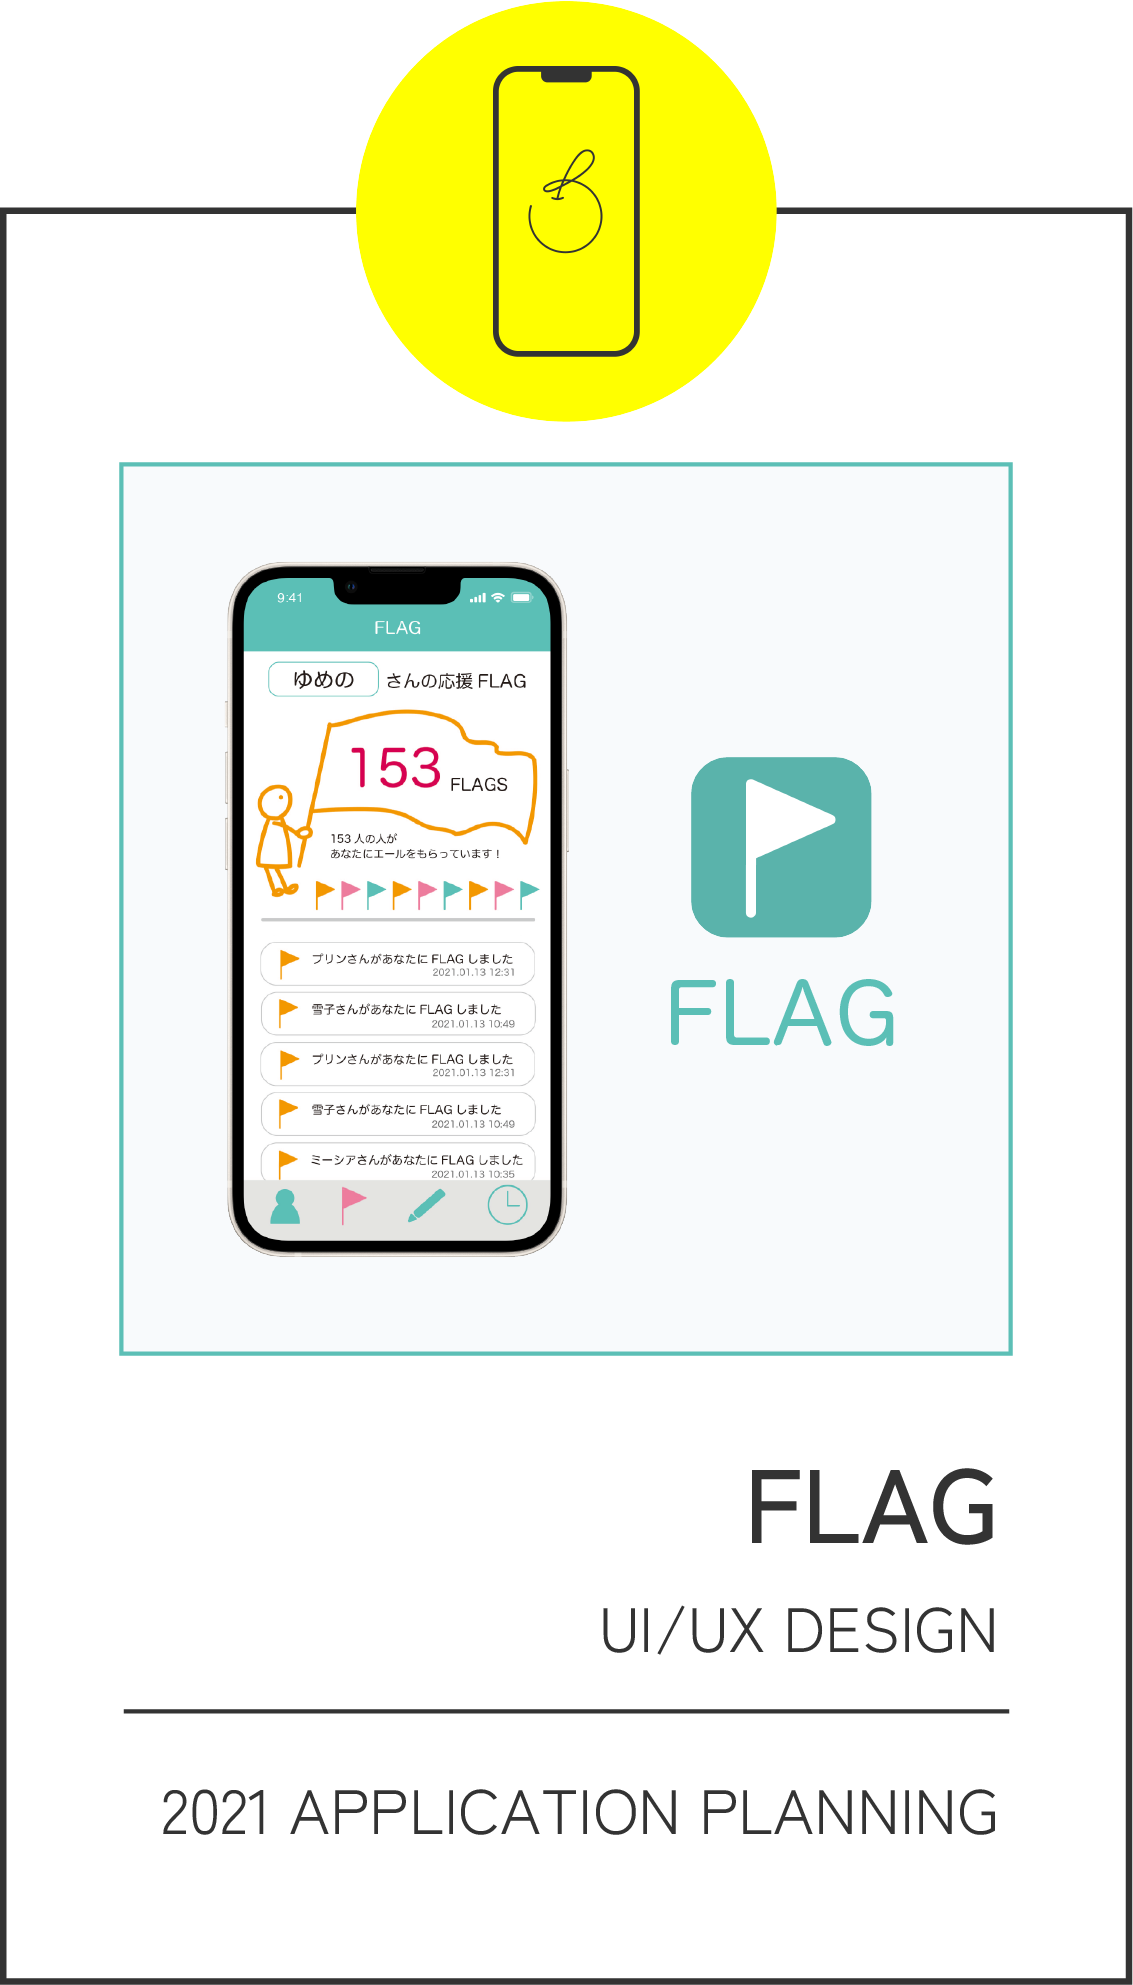 9:41
FLAG
ゆめの さんの応援 FLAG
153 FLAGS
153 人の人が
あなたにエールをもらっています！
プリンさんがあなたに FLAG しました
2021.01.13 12:31
雪子さんがあなたに FLAG しました
2021.01.13 10:49
プリンさんがあなたに FLAG しました
2021.01.13 12:31
雪子さんがあなたに FLAG しました
2021.01.13 10:49
ミーシアさんがあなたに FLAG しました
2021.01.13 10:35
FLAG
FLAG
UI/UX DESIGN
2021 APPLICATION PLANNING